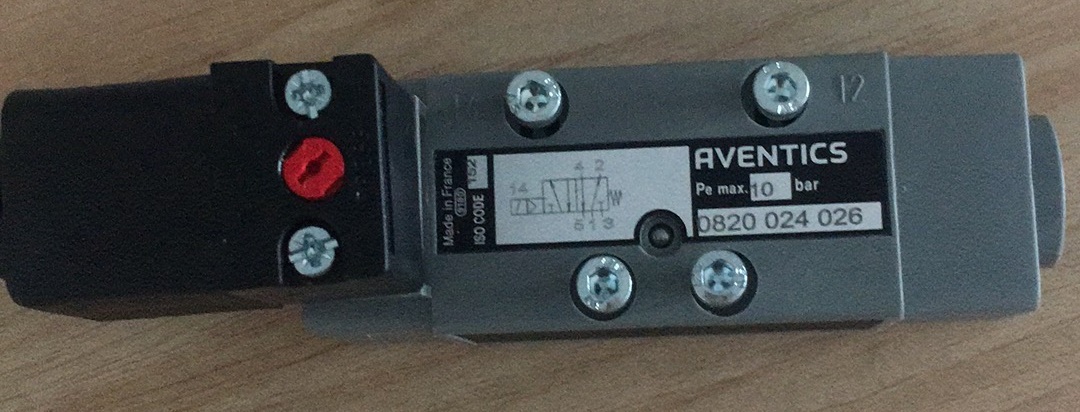 Made in France
ISO CODE 152
14
4 2
5 1 3
12
AVENTICS
Pe max. 10 bar
0820 024 026